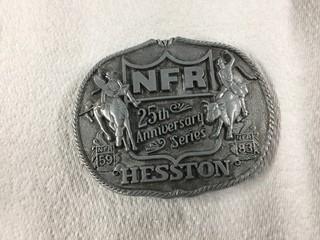 NFR
25th
Anniversary
Series
NFR
59
NFR
83
HESSTON